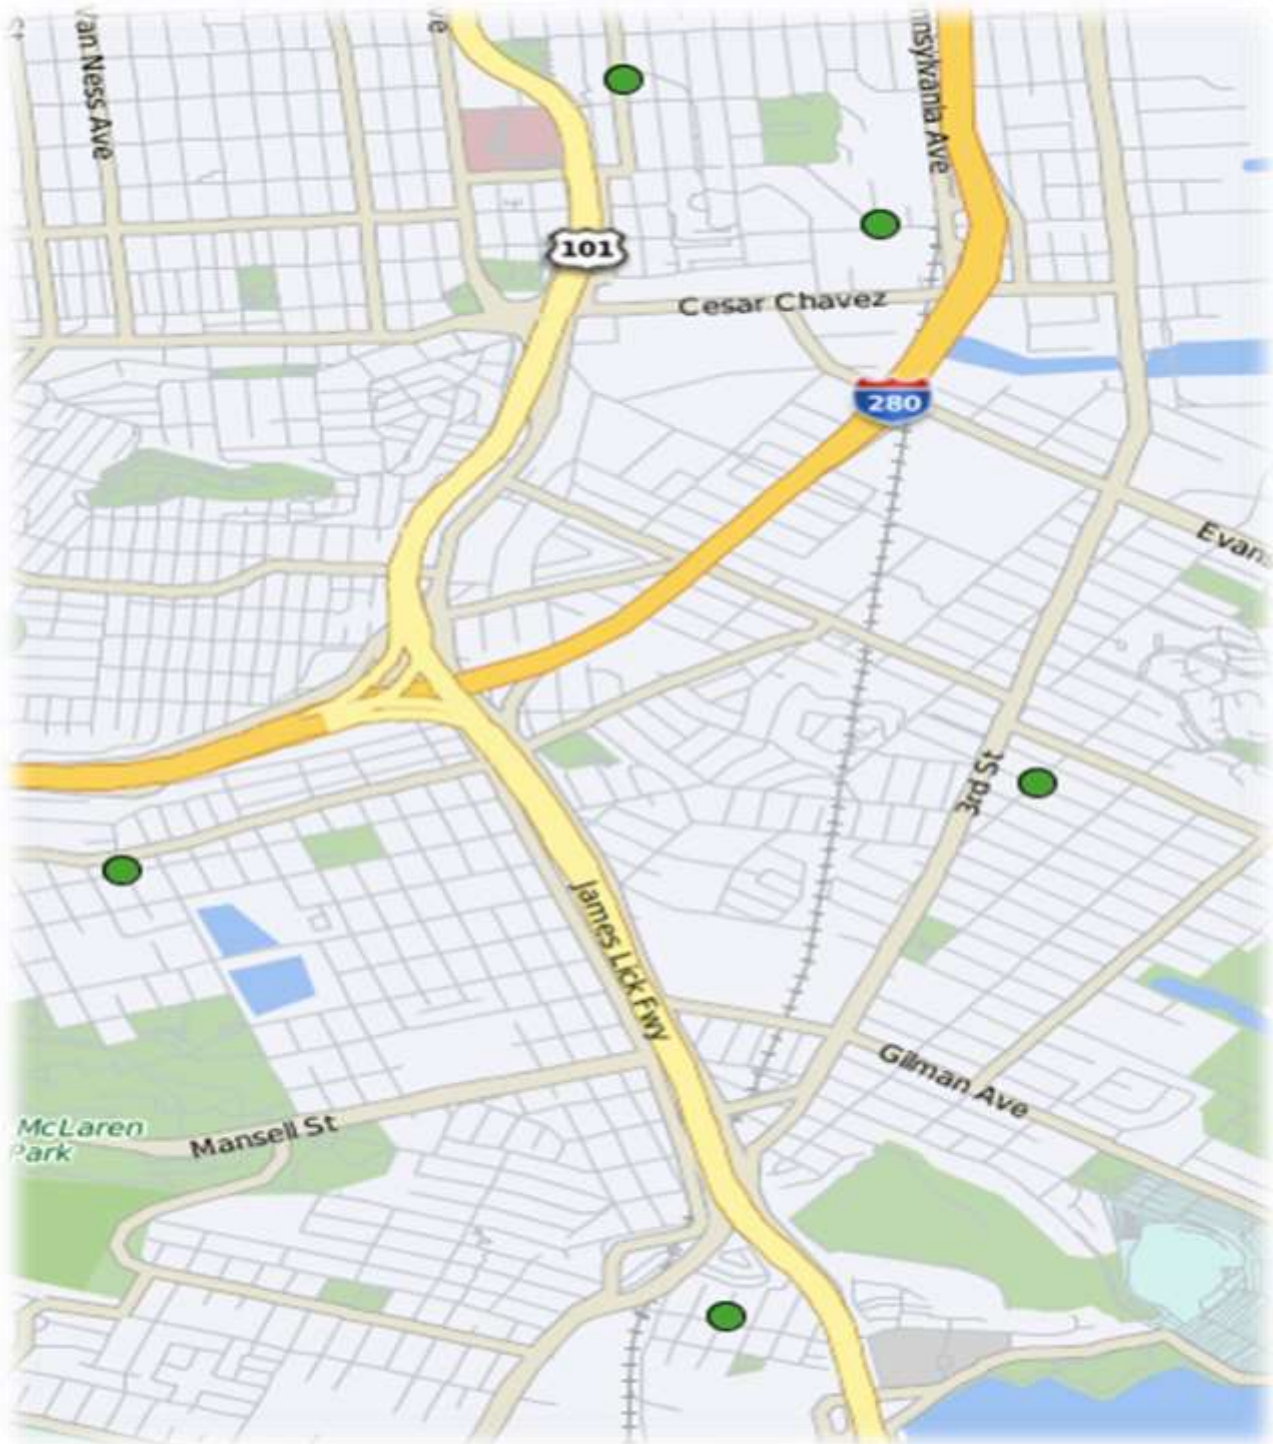 Van Ness Ave
nnsylvania Ave
101
Cesar Chavez
280
Evans
3rd St
James Lick Fwy
Gilman Ave
McLaren
Park
Mansell St